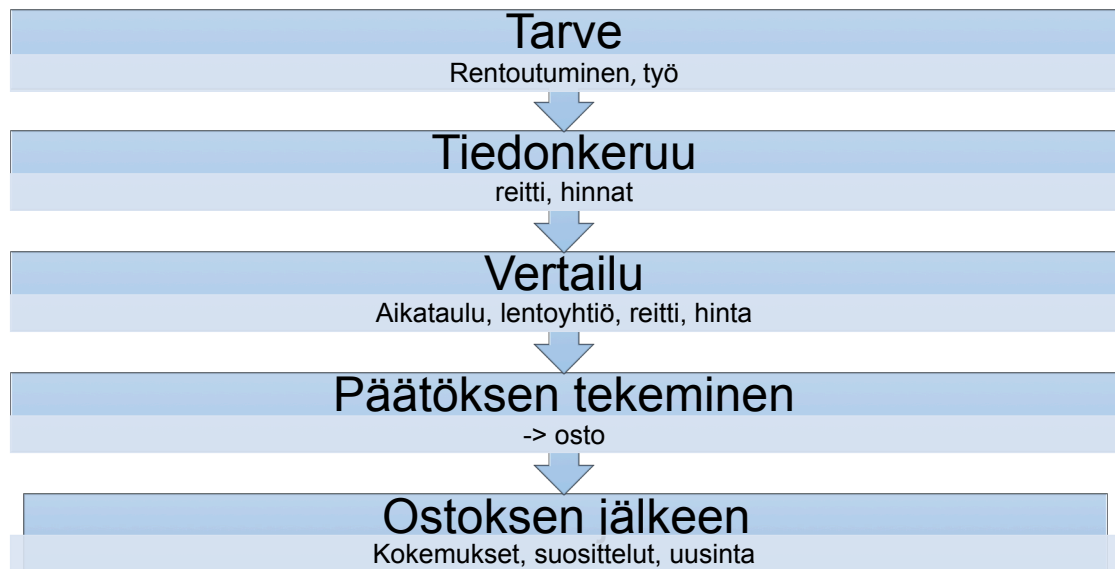 Tarve
Rentoutuminen, työ
Tiedonkeruu
reitti, hinnat
Vertailu
Aikataulu, lentoyhtiö, reitti, hinta
Päätöksen tekeminen
-> osto
Ostoksen jälkeen
Kokemukset, suosittelut, uusinta